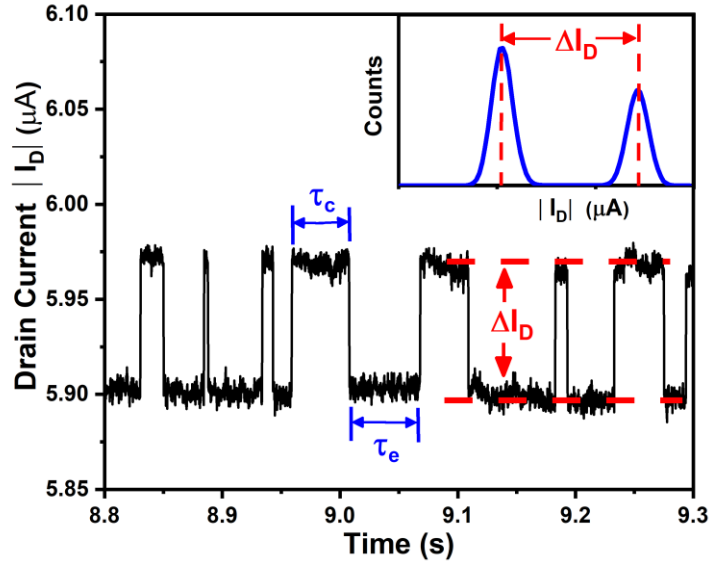 Drain Current | I_D| (μA)
6.10
6.05
6.00
5.95
5.90
5.85
8.8 8.9 9.0 9.1 9.2 9.3
Time (s)
τ_c
τ_e
ΔI_D
Counts
ΔI_D
| I_D| (μA)